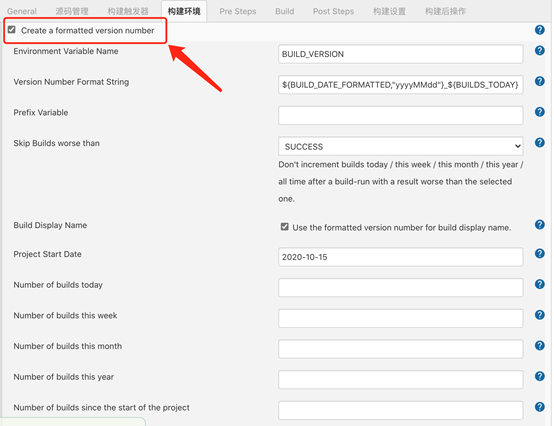 General 源码管理 构建触发器 构建环境 Pre Steps Build Post Steps 构建设置 构建后操作
Create a formatted version number
Environment Variable Name BUILD_VERSION
Version Number Format String ${BUILD_DATE_FORMATTED,"yyyyMMdd"}_${BUILDS_TODAY}
Prefix Variable
Skip Builds worse than SUCCESS
Don't increment builds today / this week / this month / this year /
all time after a build-run with a result worse than the selected
one.
Build Display Name Use the formatted version number for build display name.
Project Start Date 2020-10-15
Number of builds today
Number of builds this week
Number of builds this month
Number of builds this year
Number of builds since the start of the project